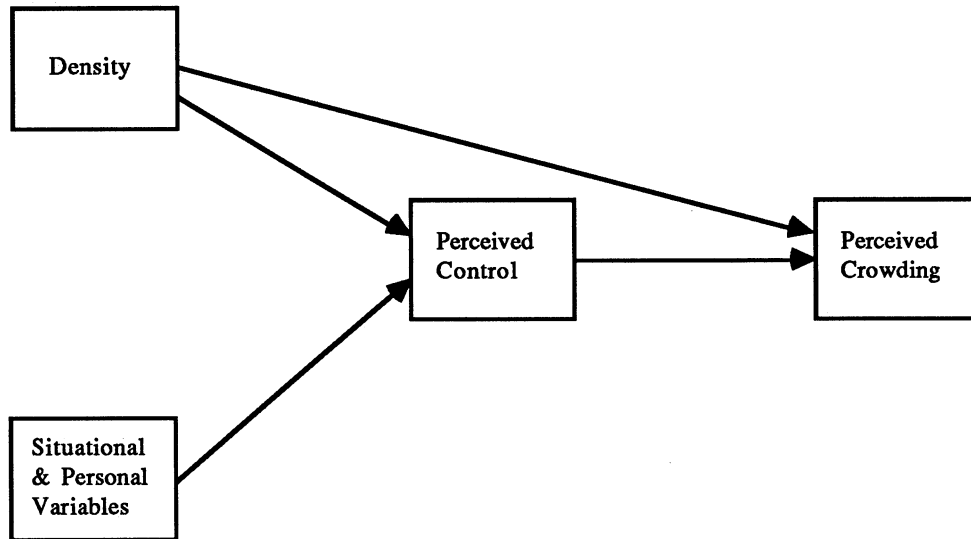 Density
Perceived
Control
Perceived
Crowding
Situational
& Personal
Variables